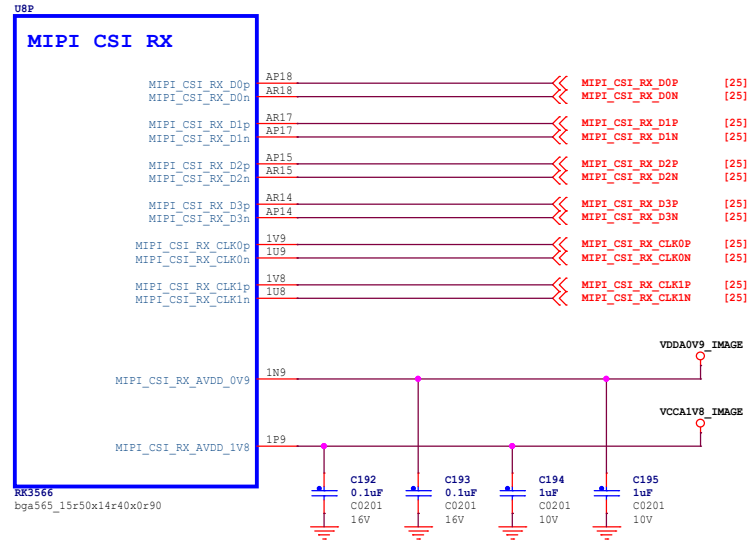 U8P
MIPI CSI RX
MIPI_CSI_RX_D0p AP18 MIPI_CSI_RX_D0P [25]
MIPI_CSI_RX_D0n AR18 MIPI_CSI_RX_D0N [25]
MIPI_CSI_RX_D1p AR17 MIPI_CSI_RX_D1P [25]
MIPI_CSI_RX_D1n AP17 MIPI_CSI_RX_D1N [25]
MIPI_CSI_RX_D2p AP15 MIPI_CSI_RX_D2P [25]
MIPI_CSI_RX_D2n AR15 MIPI_CSI_RX_D2N [25]
MIPI_CSI_RX_D3p AR14 MIPI_CSI_RX_D3P [25]
MIPI_CSI_RX_D3n AP14 MIPI_CSI_RX_D3N [25]
MIPI_CSI_RX_CLK0p 1V9 MIPI_CSI_RX_CLK0P [25]
MIPI_CSI_RX_CLK0n 1U9 MIPI_CSI_RX_CLK0N [25]
MIPI_CSI_RX_CLK1p 1V8 MIPI_CSI_RX_CLK1P [25]
MIPI_CSI_RX_CLK1n 1U8 MIPI_CSI_RX_CLK1N [25]
VDDA0V9_IMAGE
MIPI_CSI_RX_AVDD_0V9 1N9
VCCA1V8_IMAGE
MIPI_CSI_RX_AVDD_1V8 1P9
C192 C193 C194 C195
0.1uF 0.1uF 1uF 1uF
C0201 C0201 C0201 C0201
16V 16V 10V 10V
RK3566
bga565_15r50x14r40x0r90